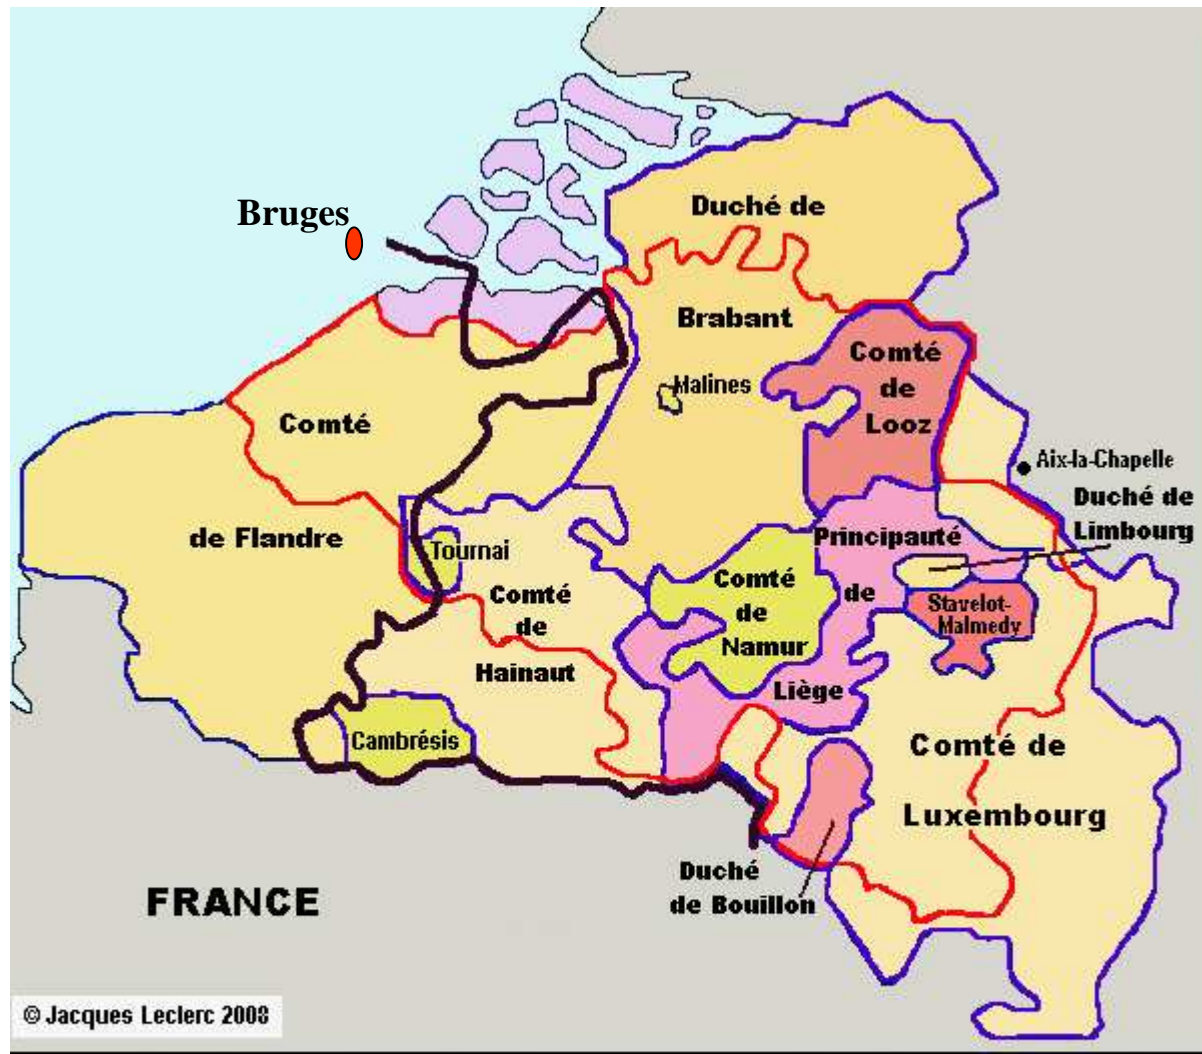 Bruges
Duché de
Brabant
Comté
de
Looz
Malines
Comté
Aix-la-Chapelle
Duché de
Limbourg
de Flandre
Tournai
Principauté
Comté
de
Namur
de
Comté
de
Hainaut
Stavelot-
Malmedy
Liège
Cambrésis
Comté de
Luxembourg
Duché
de Bouillon
FRANCE
© Jacques Leclerc 2008